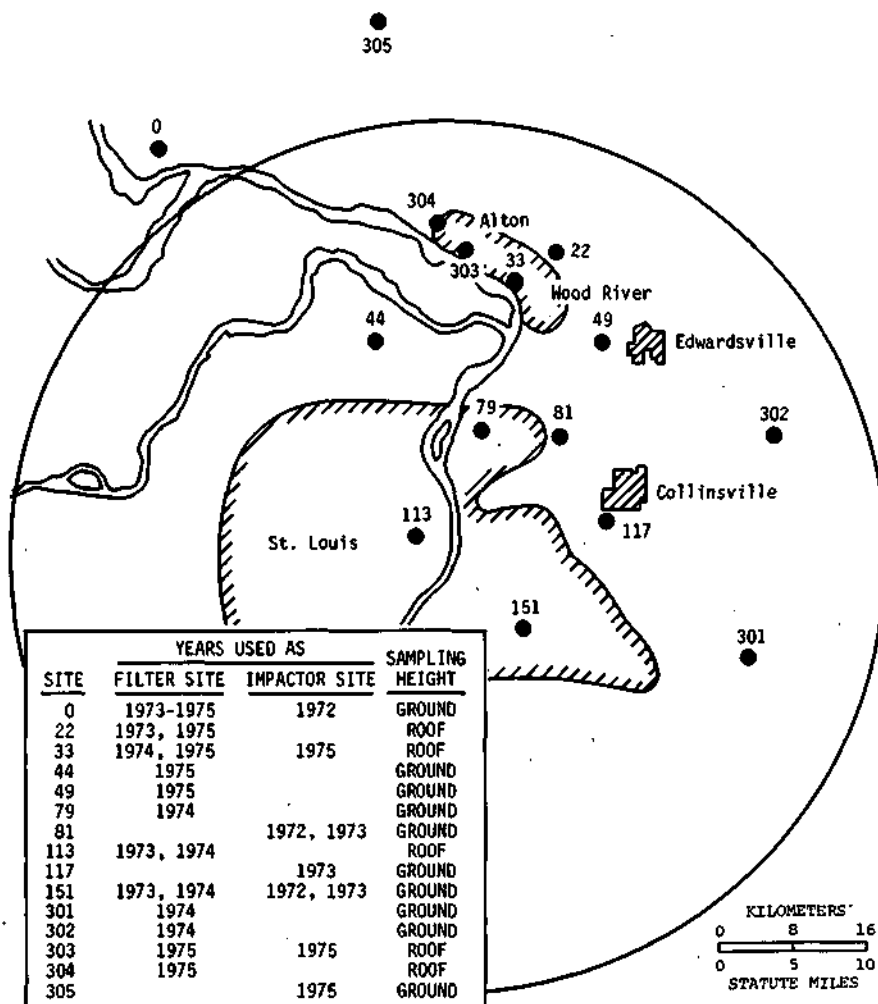 305
0
304
Alton
22
303
33
Wood River
44
49
Edwardsville
79
81
302
Collinsville
113
117
St. Louis
151
301
YEARS USED AS
SITE FILTER SITE IMPACTOR SITE SAMPLING HEIGHT
0 1973-1975 1972 GROUND
22 1973, 1975 ROOF
33 1974, 1975 1975 ROOF
44 1975 GROUND
49 1975 GROUND
79 1974 GROUND
81 1972, 1973 GROUND
113 1973, 1974 ROOF
117 1973 GROUND
151 1973, 1974 1972, 1973 GROUND
301 1974 GROUND
302 1974 GROUND
303 1975 1975 ROOF
304 1975 ROOF
305 1975 GROUND
KILOMETERS
0 8 16
0 5 10
STATUTE MILES